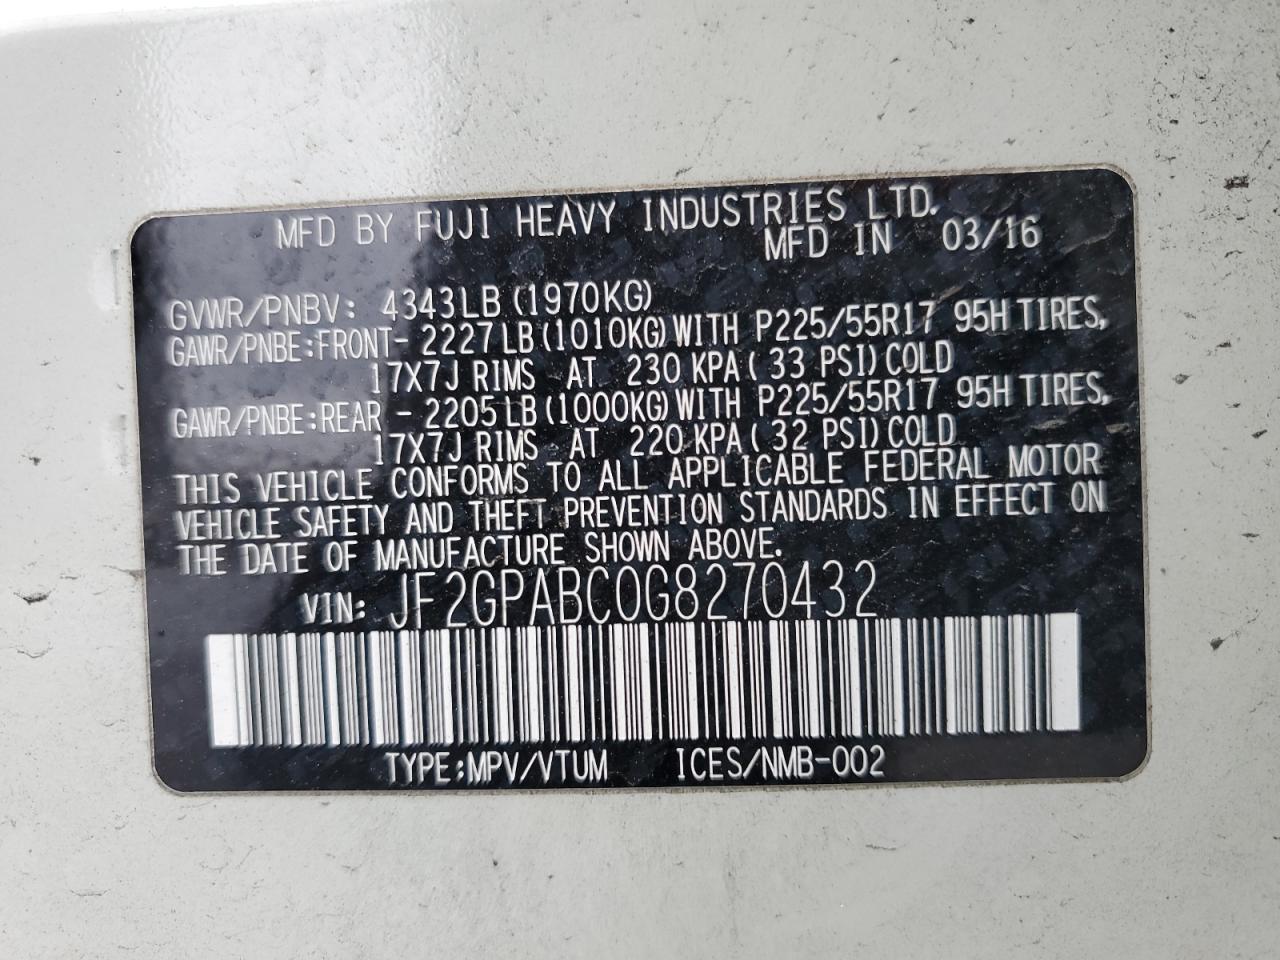 MFD BY FUJI HEAVY INDUSTRIES LTD.
MFD IN 03/16
GVWR/PNBV: 4343LB (1970KG)
GAWR/PNBE:FRONT- 2227 LB (1010KG) WITH P225/55R17 95H TIRES,
17X7J RIMS AT 230 KPA ( 33 PSI) COLD
GAWR/PNBE:REAR - 2205 LB (1000KG) WITH P225/55R17 95H TIRES,
17X7J RIMS AT 220 KPA ( 32 PSI) COLD
THIS VEHICLE CONFORMS TO ALL APPLICABLE FEDERAL MOTOR
VEHICLE SAFETY AND THEFT PREVENTION STANDARDS IN EFFECT ON
THE DATE OF MANUFACTURE SHOWN ABOVE.
VIN: JF2GPABC0G8270432
TYPE:MPV/VTUM ICES/NMB-002